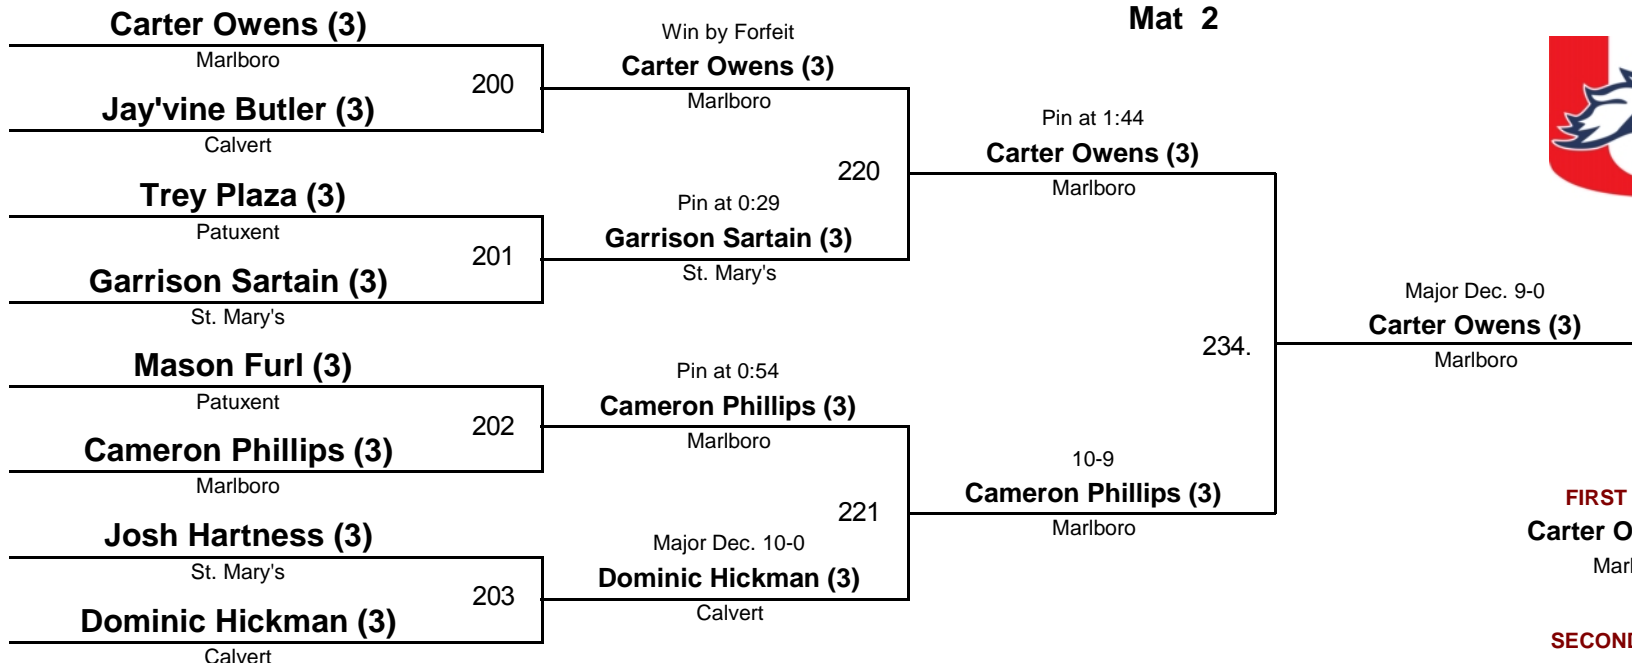 Mat  2
Carter Owens (3)
Marlboro
200
Jay'vine Butler (3)
Calvert
Trey Plaza (3)
Patuxent
201
Garrison Sartain (3)
St. Mary's
Mason Furl (3)
Patuxent
202
Cameron Phillips (3)
Marlboro
Josh Hartness (3)
St. Mary's
203
Dominic Hickman (3)
Calvert
Win by Forfeit
Carter Owens (3)
Marlboro
220
Pin at 0:29
Garrison Sartain (3)
St. Mary's
Pin at 0:54
Cameron Phillips (3)
Marlboro
221
Major Dec. 10-0
Dominic Hickman (3)
Calvert
Pin at 1:44
Carter Owens (3)
Marlboro
234.
10-9
Cameron Phillips (3)
Marlboro
Major Dec. 9-0
Carter Owens (3)
Marlboro
FIRST
Carter O
Marl
SECOND